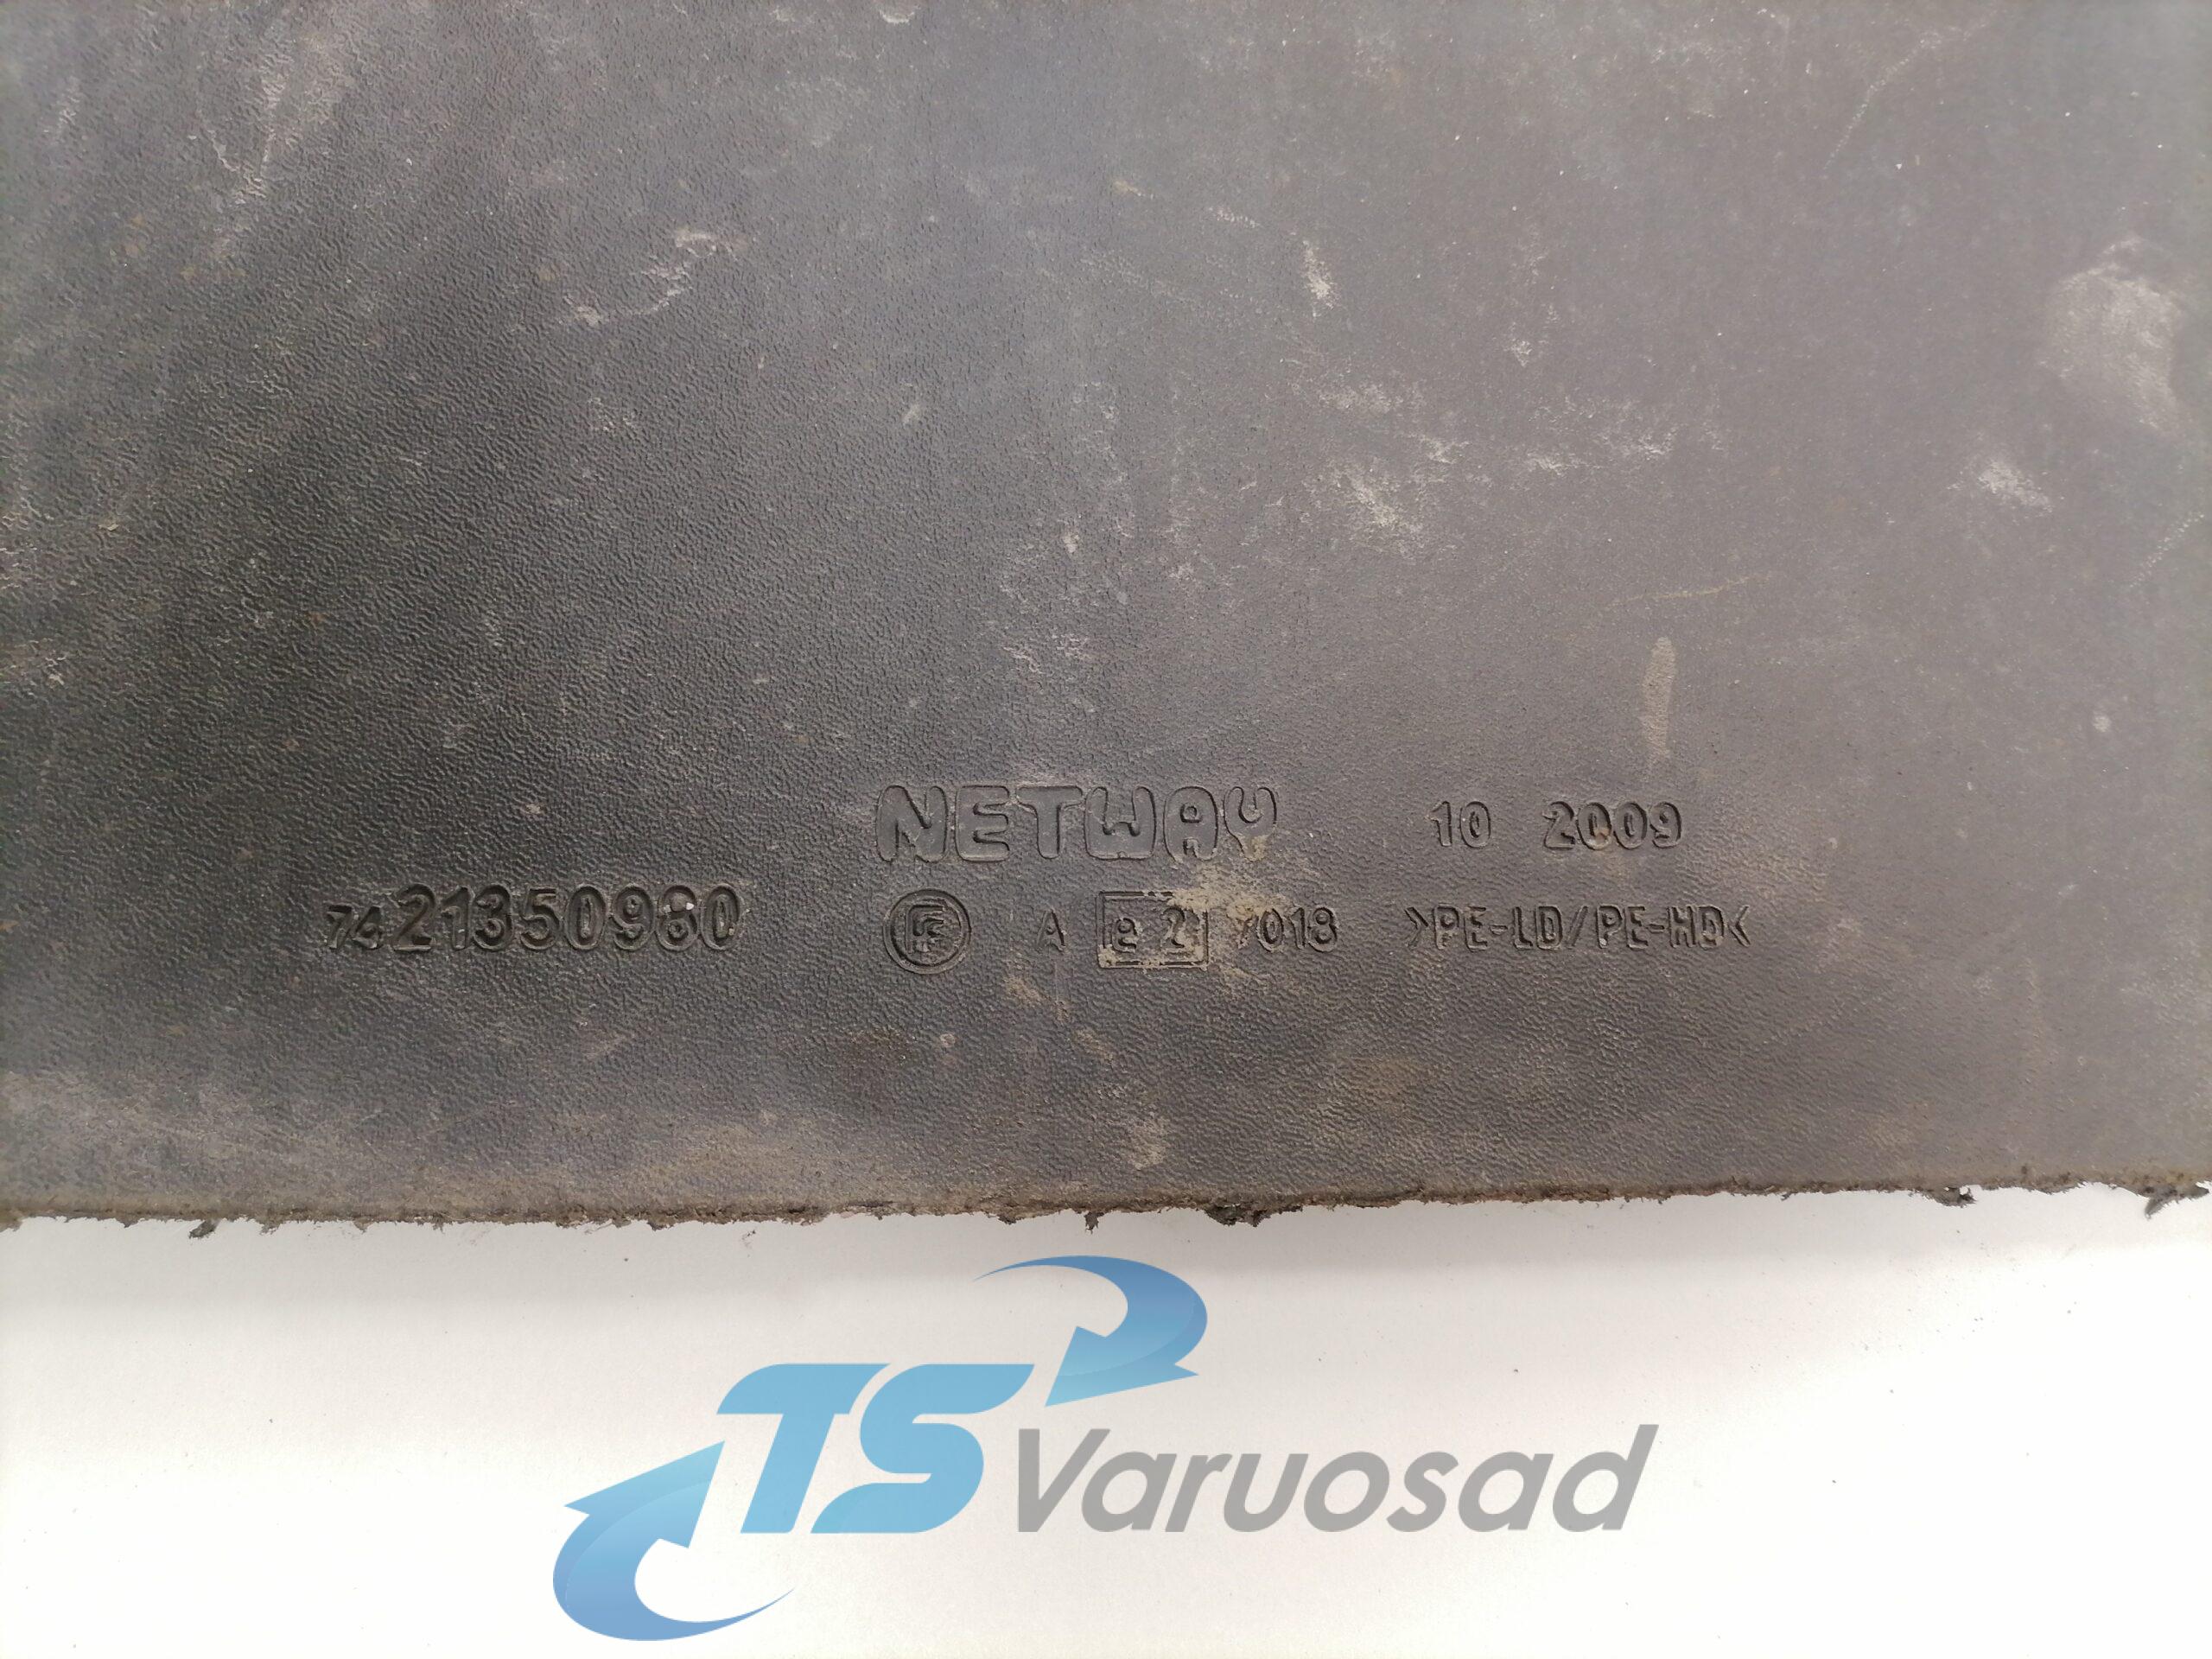 NETWAY 10 2009
7421350980 A e2 018 >PE-LD/PE-HD<
TS Varuosad